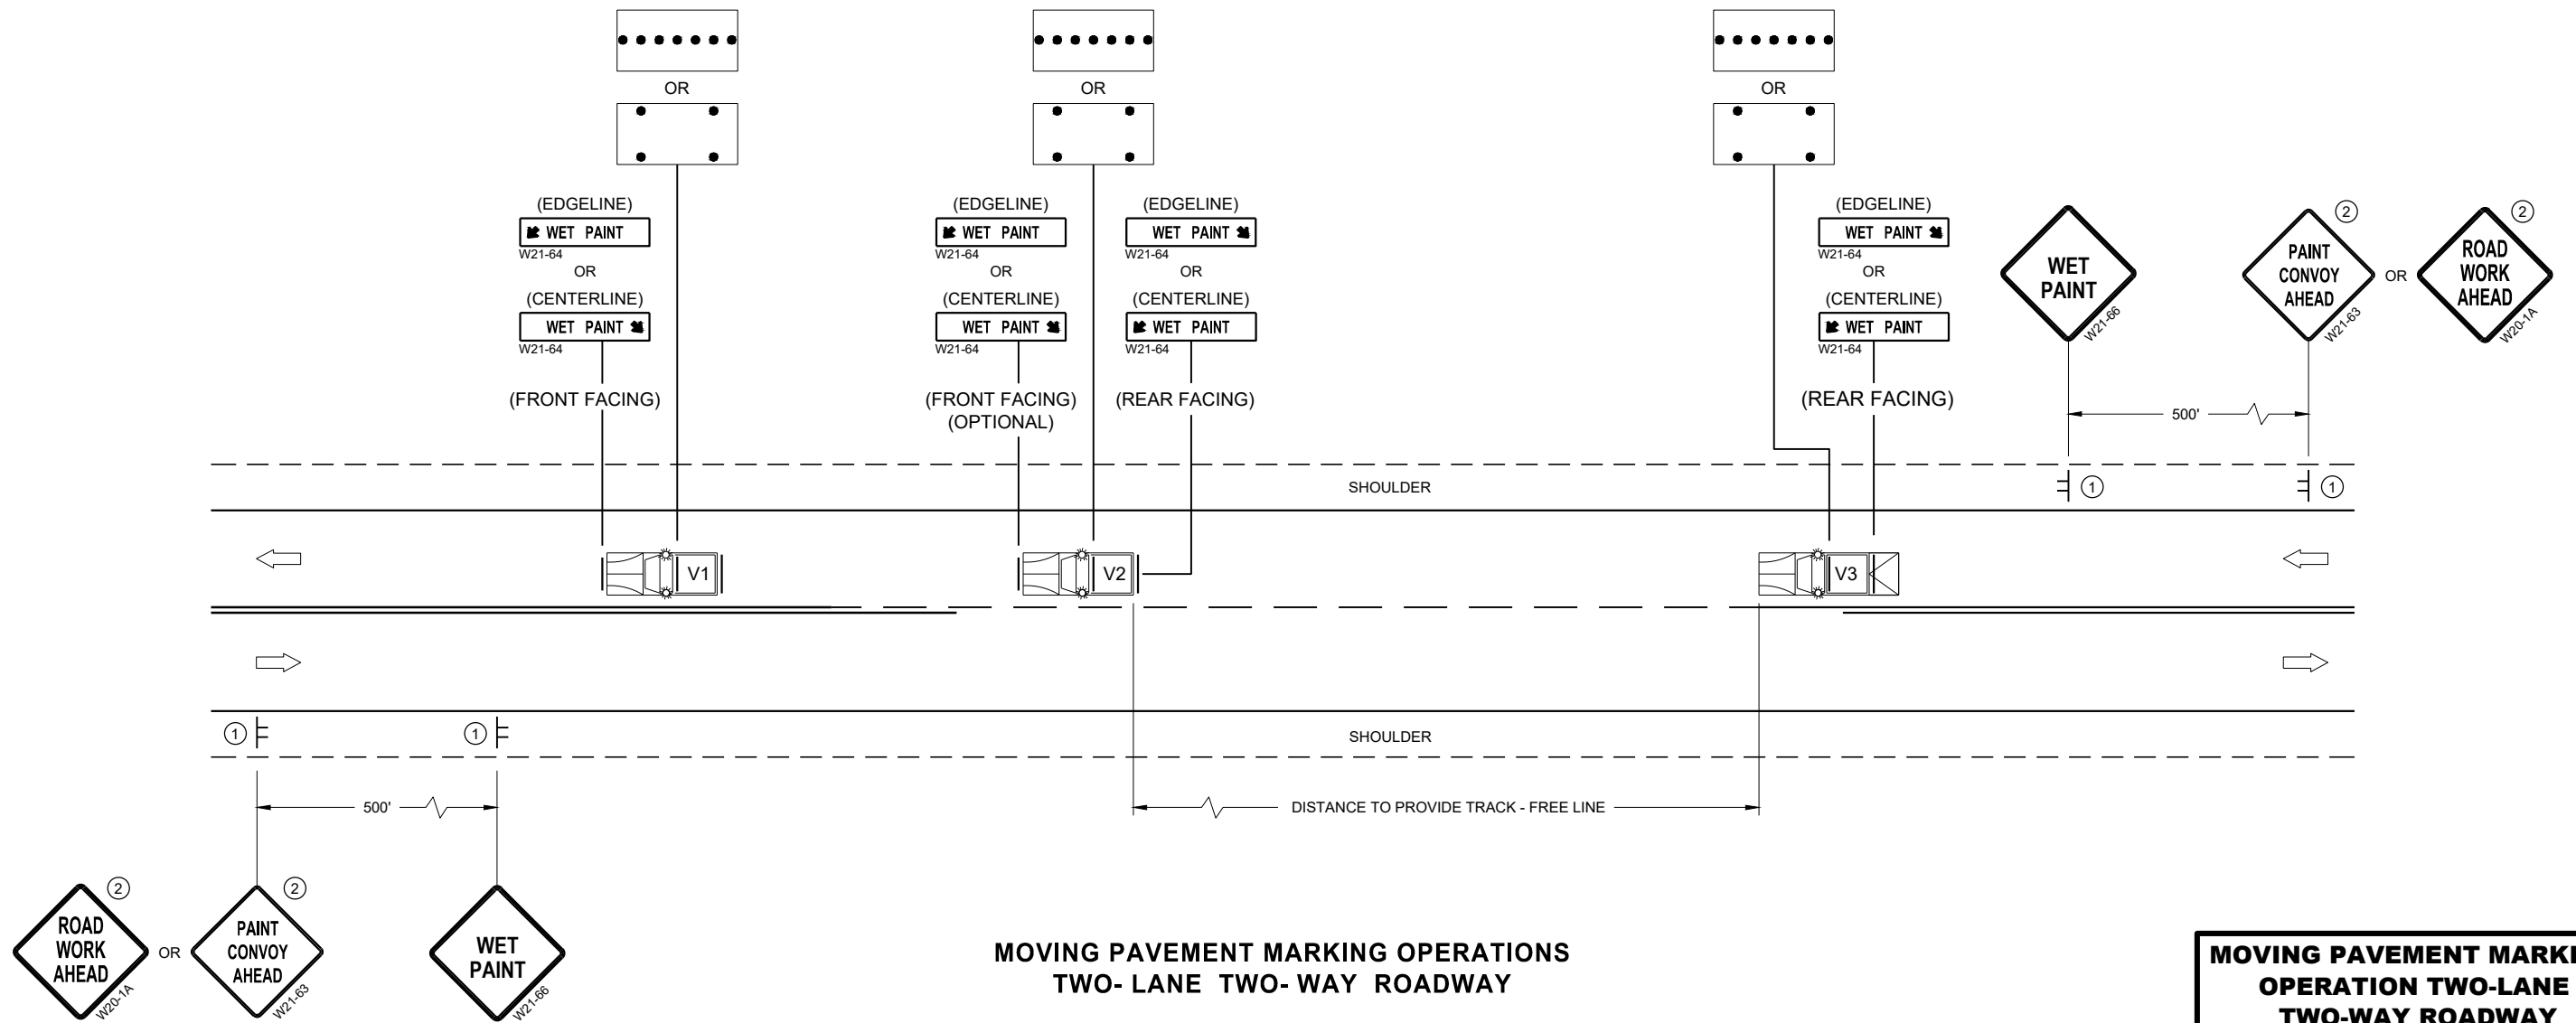 OR
OR
OR
(EDGELINE)
WET PAINT
W21-64
OR
(CENTERLINE)
WET PAINT
W21-64
(FRONT FACING)
(EDGELINE)
WET PAINT
W21-64
OR
(CENTERLINE)
WET PAINT
W21-64
(FRONT FACING)
(OPTIONAL)
(EDGELINE)
WET PAINT
W21-64
OR
(CENTERLINE)
WET PAINT
W21-64
(REAR FACING)
(EDGELINE)
WET PAINT
W21-64
OR
(CENTERLINE)
WET PAINT
W21-64
(REAR FACING)
WET
PAINT
W21-66
2
PAINT
CONVOY
AHEAD
W21-63
OR
2
ROAD
WORK
AHEAD
W20-1A
500'
SHOULDER
1
1
V1
V2
V3
1
1
SHOULDER
500'
DISTANCE TO PROVIDE TRACK - FREE LINE
2
ROAD
WORK
AHEAD
W20-1A
OR
2
PAINT
CONVOY
AHEAD
W21-63
WET
PAINT
W21-66
MOVING PAVEMENT MARKING OPERATIONS
TWO- LANE TWO- WAY ROADWAY
MOVING PAVEMENT
OPERATION TWO-LANE
TWO-WAY ROADWAY